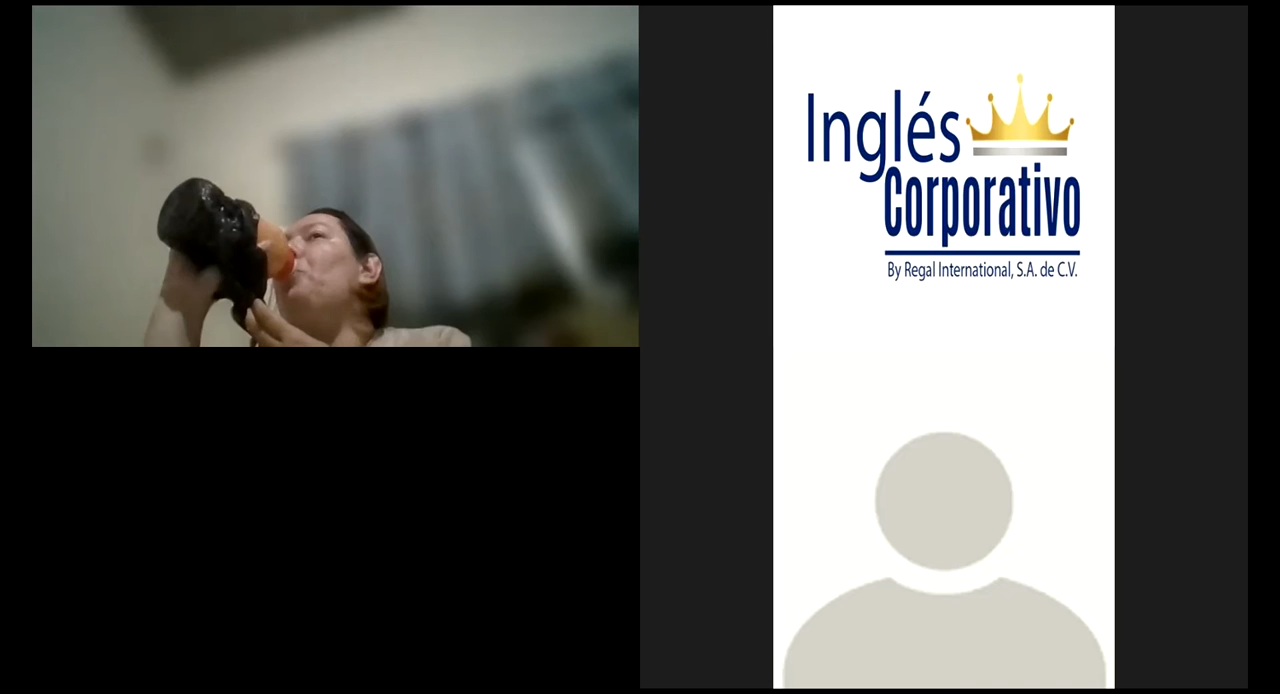 Inglés
Corporativo
By Regal International, S.A. de C.V.